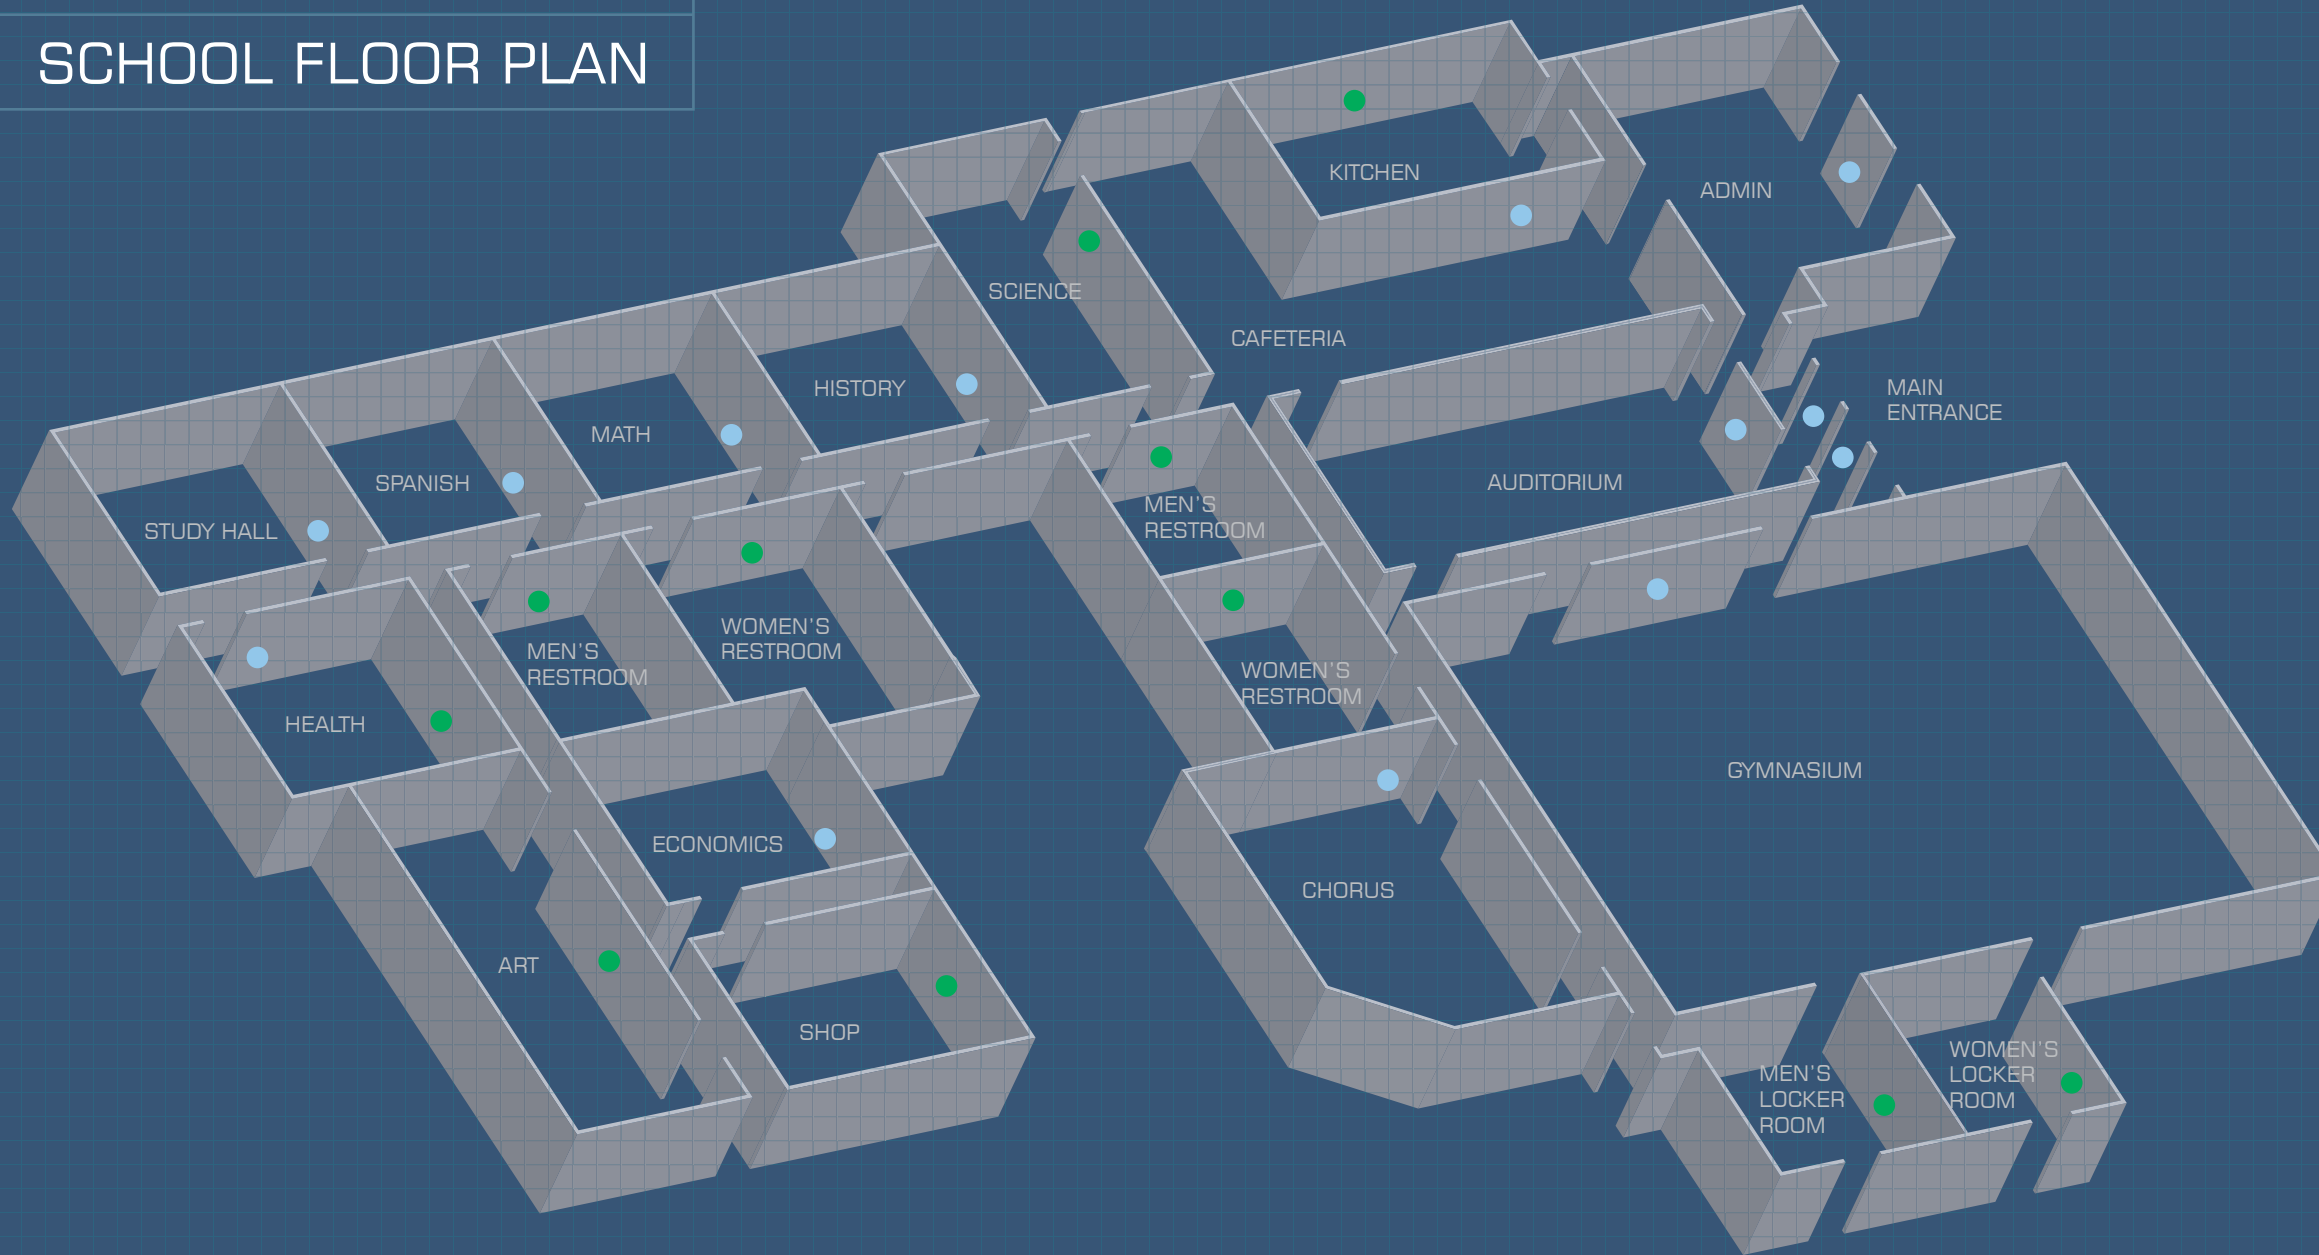 SCHOOL FLOOR PLAN
KITCHEN
ADMIN
SCIENCE
CAFETERIA
HISTORY
MAIN
ENTRANCE
MATH
SPANISH
AUDITORIUM
STUDY HALL
MEN'S
RESTROOM
WOMEN'S
RESTROOM
MEN'S
RESTROOM
WOMEN'S
RESTROOM
HEALTH
GYMNASIUM
ECONOMICS
CHORUS
ART
SHOP
MEN'S
LOCKER
ROOM
WOMEN'S
LOCKER
ROOM